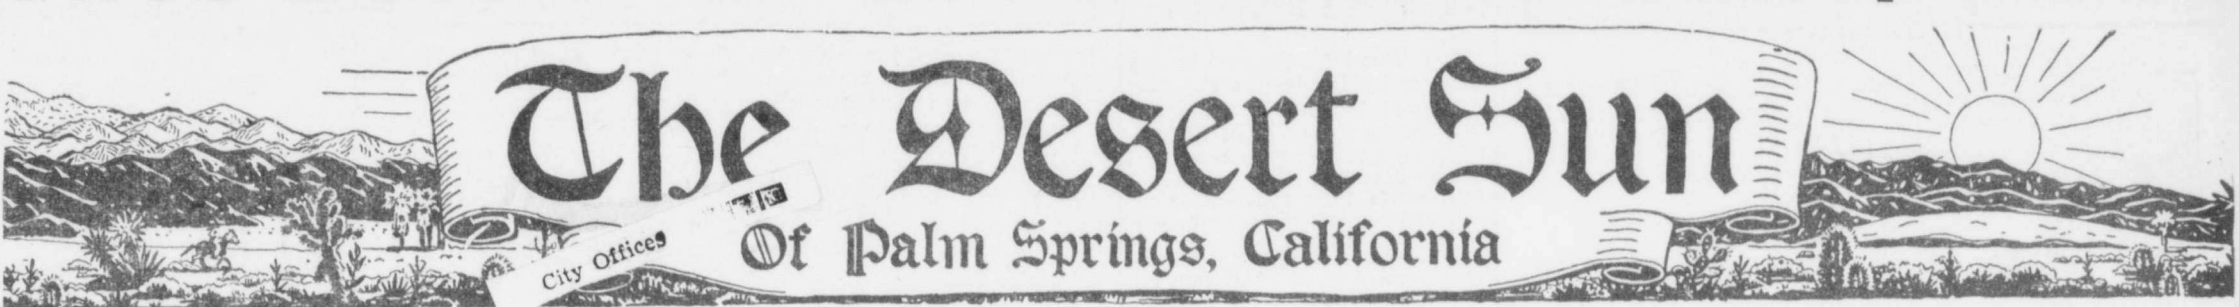 The Desert Sun
Of Palm Springs, California
City Offices